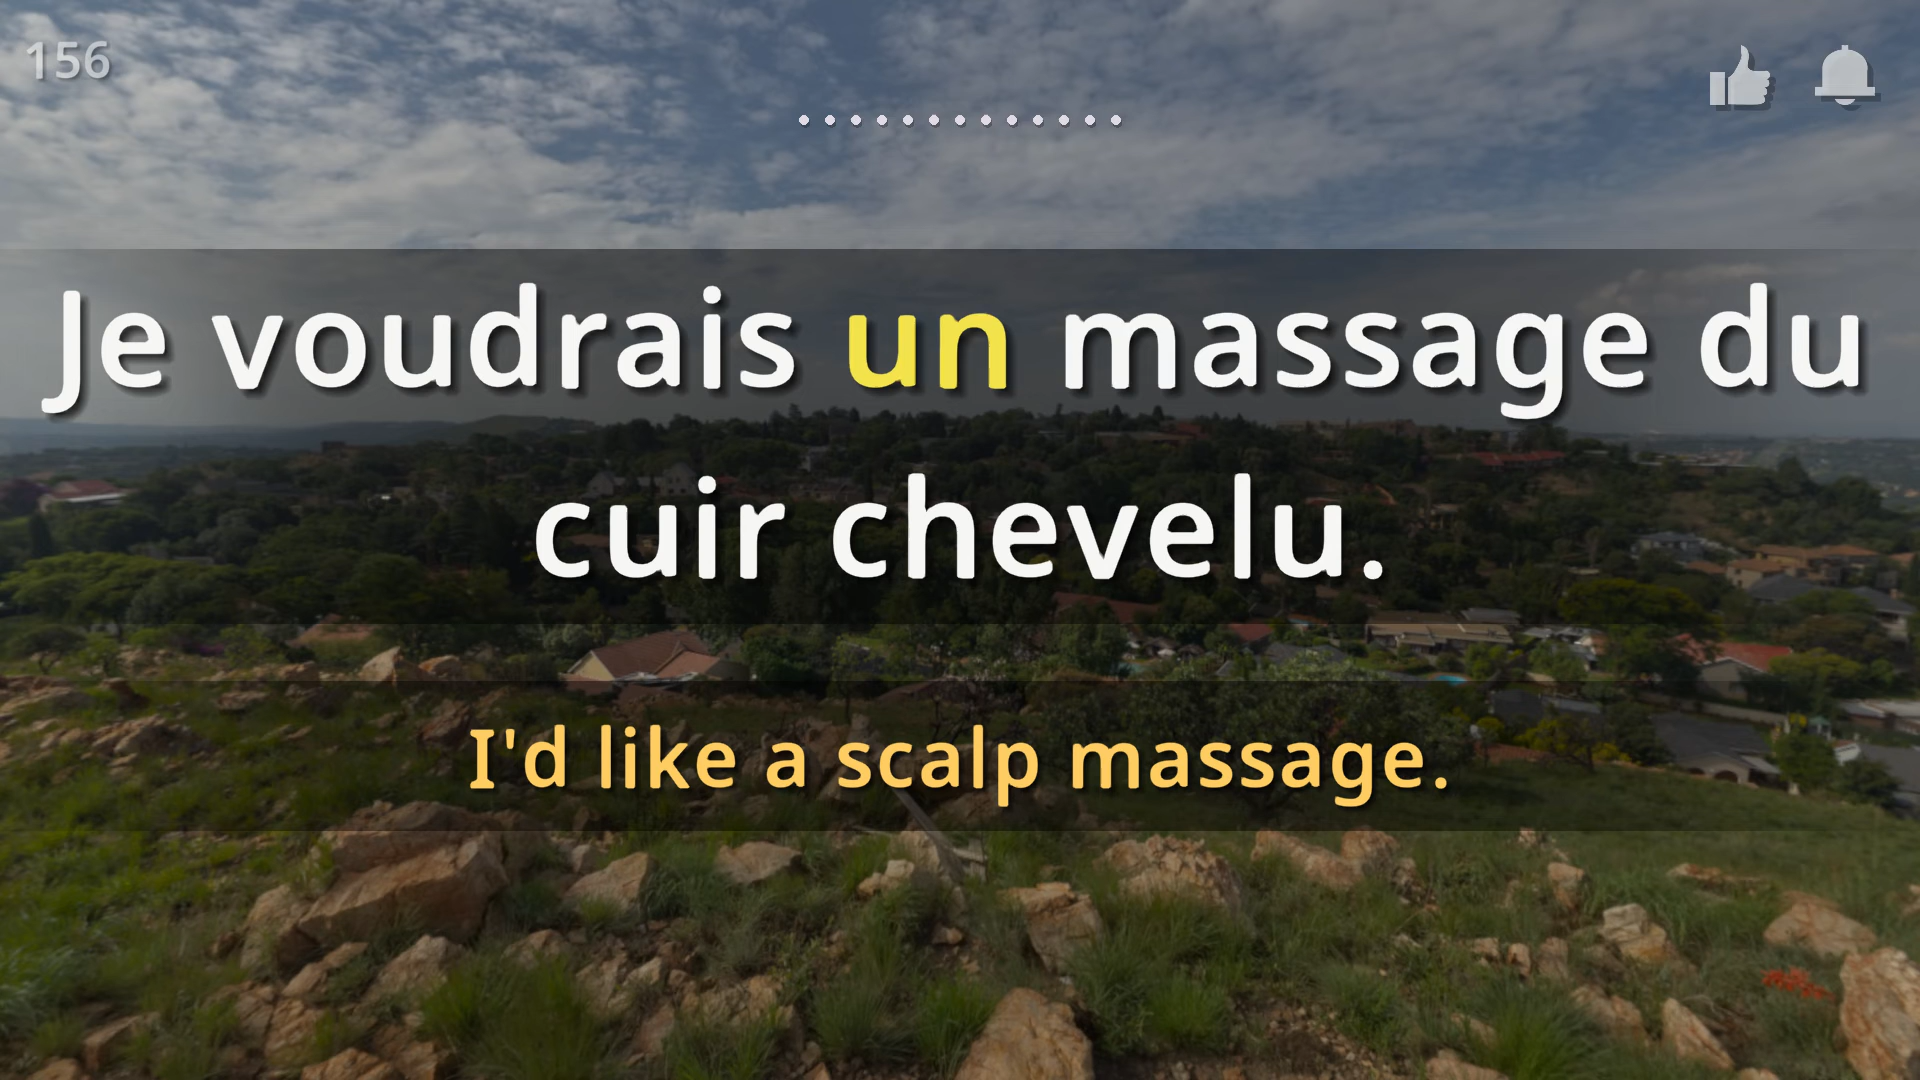 156
Je voudrais un massage du
cuir chevelu.
I'd like a scalp massage.